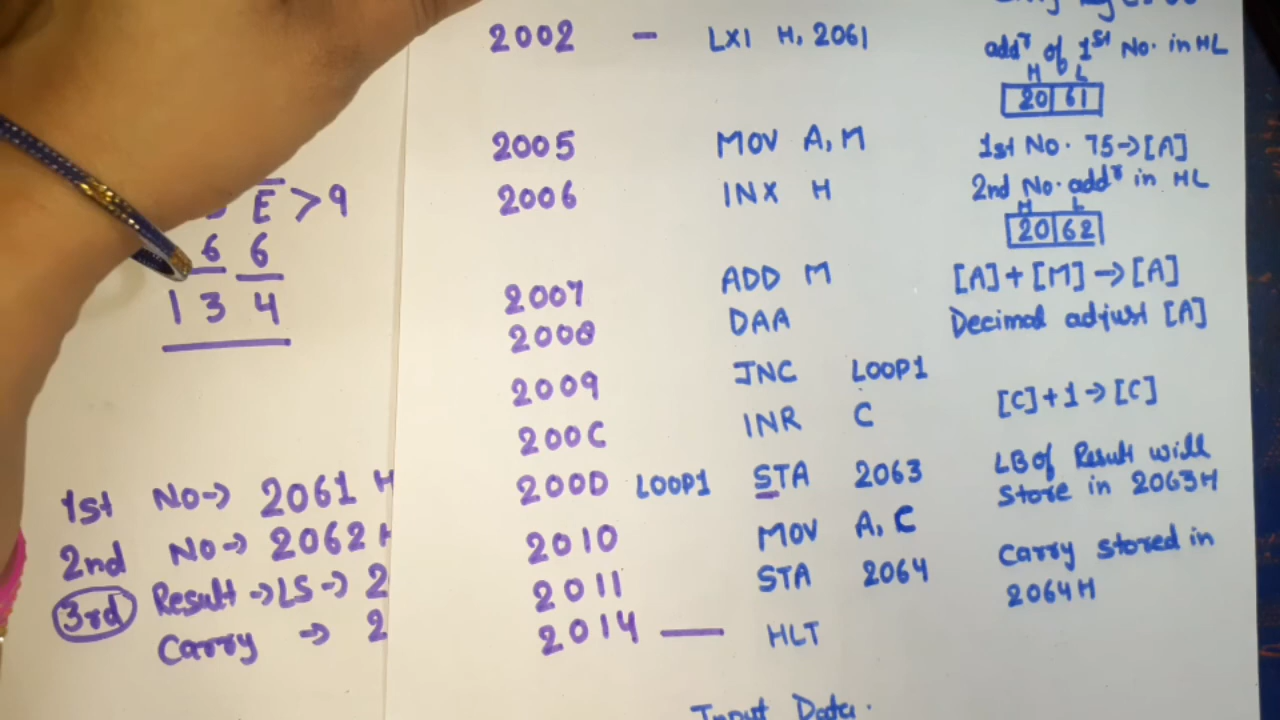 E > 9
6 6
1 3 4
1st No-> 2061 H
2nd No-> 2062 H
3rd Result -> LS -> 2
Carry -> 2
2002 - LXI H, 2061 addr of 1st No. in HL
H L
20 61
2005 MOV A, M 1st No. 75->[A]
2006 INX H 2nd No. addr in HL
H L
20 62
2007 ADD M [A]+[M]->[A]
2008 DAA Decimal adjust [A]
2009 JNC LOOP1
200C INR C [C]+1->[C]
200D LOOP1 STA 2063 LB of Result will
Store in 2063H
2010 MOV A, C
2011 STA 2064 Carry stored in
2064H
2014 — HLT
Input Data.